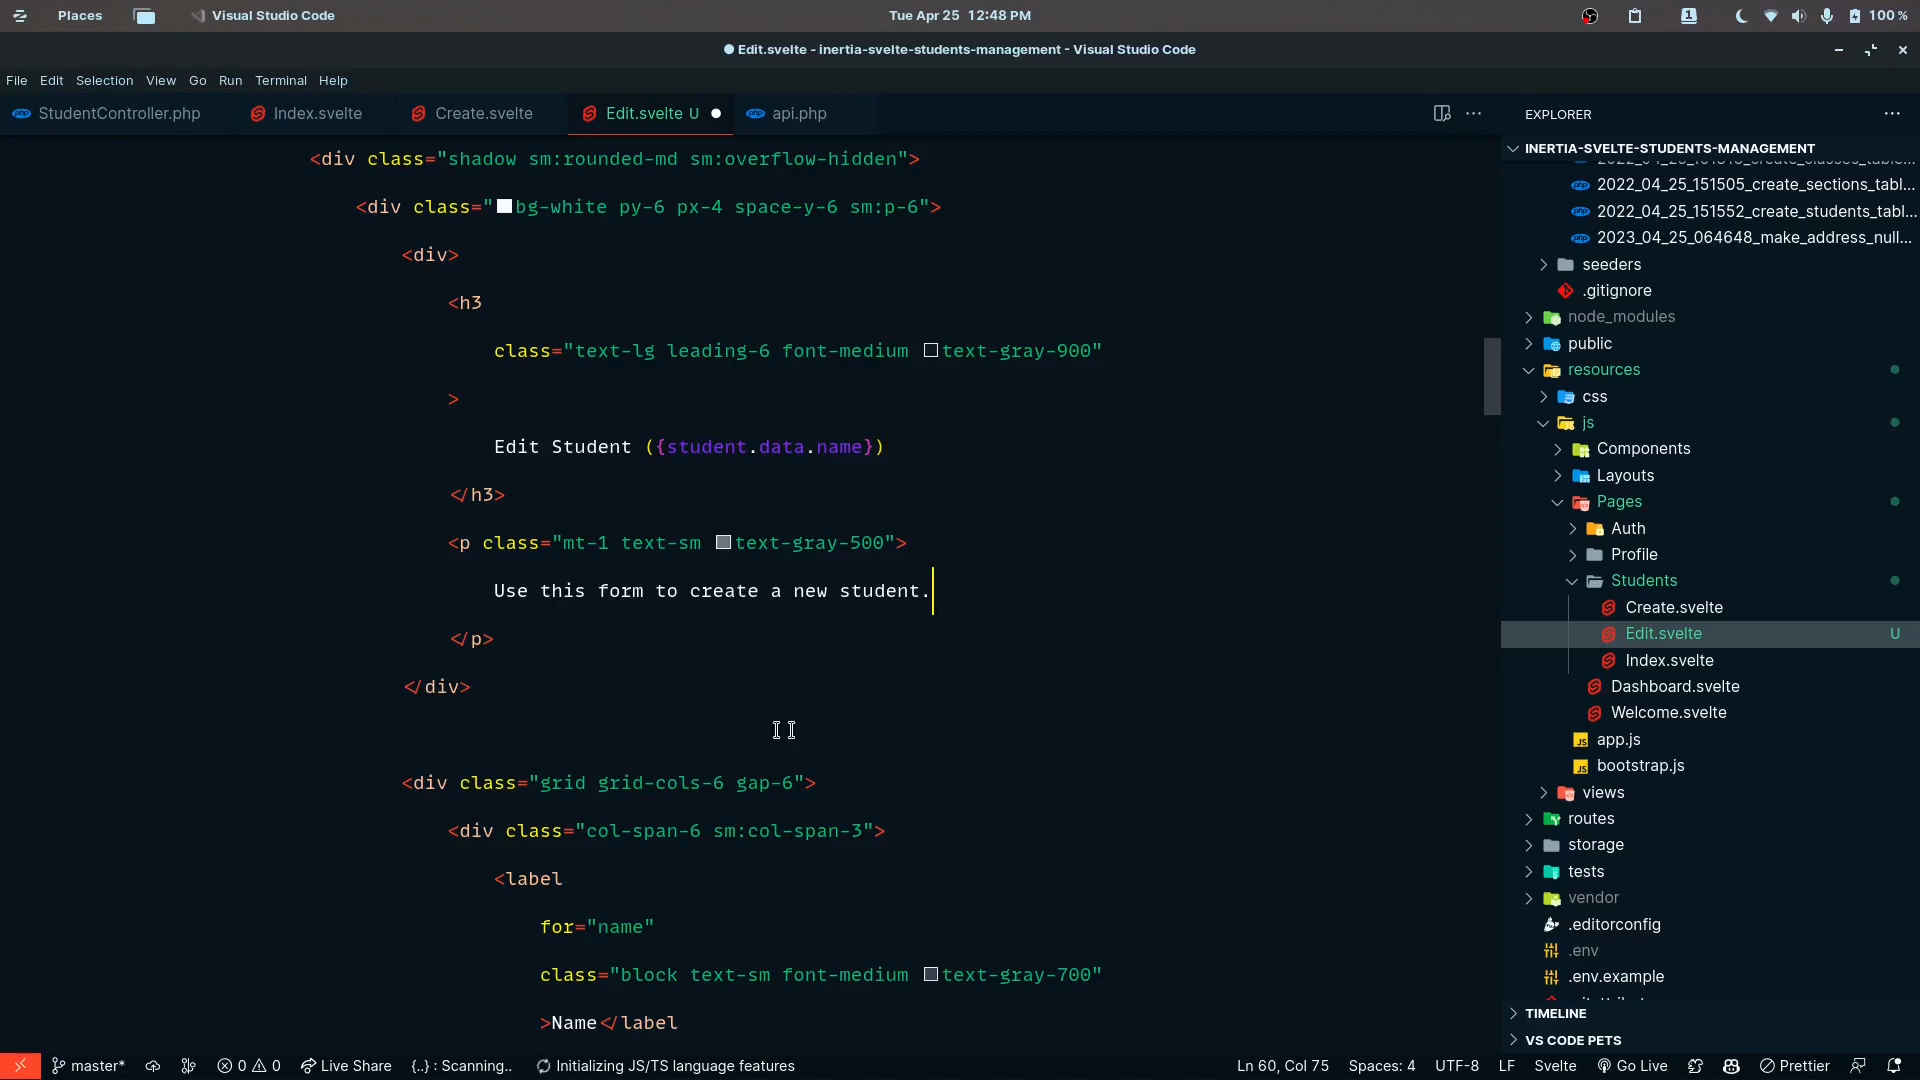 Places Visual Studio Code Tue Apr 25 12:48 PM 1 100 %
Edit.svelte - inertia-svelte-students-management - Visual Studio Code
File Edit Selection View Go Run Terminal Help
StudentController.php Index.svelte Create.svelte Edit.svelte U api.php
<div class="shadow sm:rounded-md sm:overflow-hidden">
<div class="bg-white py-6 px-4 space-y-6 sm:p-6">
<div>
<h3
class="text-lg leading-6 font-medium text-gray-900"
>
Edit Student ({student.data.name})
</h3>
<p class="mt-1 text-sm text-gray-500">
Use this form to create a new student.
</p>
</div>
<div class="grid grid-cols-6 gap-6">
<div class="col-span-6 sm:col-span-3">
<label
for="name"
class="block text-sm font-medium text-gray-700"
>Name</label
EXPLORER
INERTIA-SVELTE-STUDENTS-MANAGEMENT
2022_04_25_151505_create_sections_tabl...
2022_04_25_151552_create_students_tabl...
2023_04_25_064648_make_address_null...
seeders
.gitignore
node_modules
public
resources
css
js
Components
Layouts
Pages
Auth
Profile
Students
Create.svelte
Edit.svelte U
Index.svelte
Dashboard.svelte
Welcome.svelte
app.js
bootstrap.js
views
routes
storage
tests
vendor
.editorconfig
.env
.env.example
TIMELINE
VS CODE PETS
master* 0 0 Live Share {..} : Scanning.. Initializing JS/TS language features Ln 60, Col 75 Spaces: 4 UTF-8 LF Svelte Go Live Prettier